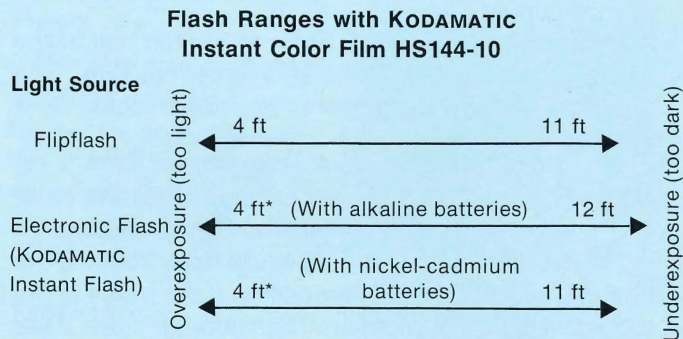 Flash Ranges with KODAMATIC
Instant Color Film HS144-10
Light Source
Overexposure (too light)
Underexposure (too dark)
Flipflash
4 ft 11 ft
Electronic Flash
(KODAMATIC
Instant Flash)
4 ft* (With alkaline batteries) 12 ft
(With nickel-cadmium
4 ft* batteries) 11 ft